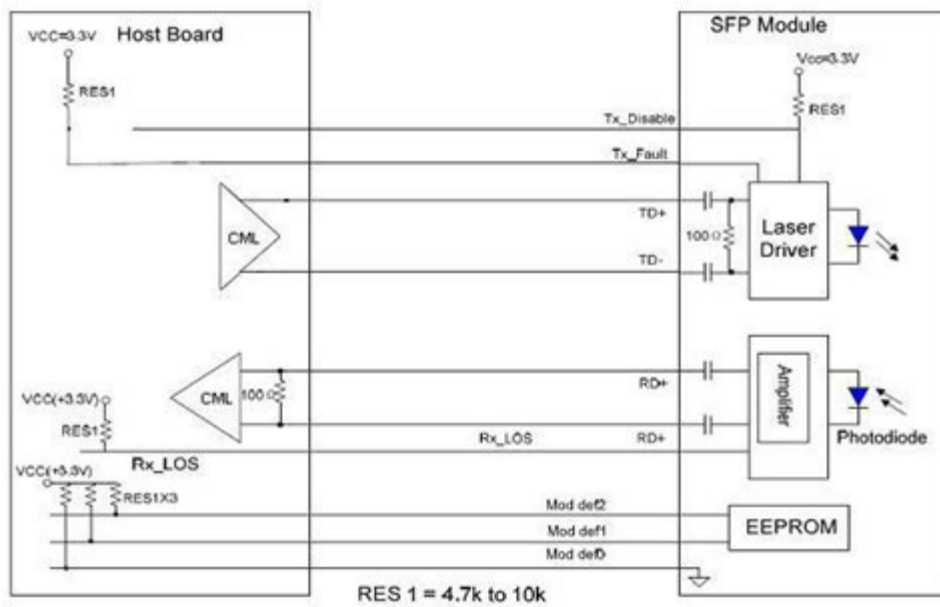 Host Board
SFP Module
VCC=3.3V
RES1
Vcc=3.3V
RES1
Tx_Disable
Tx_Fault
CML
TD+
100 Ω
TD-
Laser
Driver
CML
100 Ω
RD+
RD+
Amplifier
Photodiode
VCC(+3.3V)
RES1
Rx_LOS
Rx_LOS
VCC(+3.3V)
RES1X3
Mod def2
Mod def1
Mod def0
EEPROM
RES 1 = 4.7k to 10k